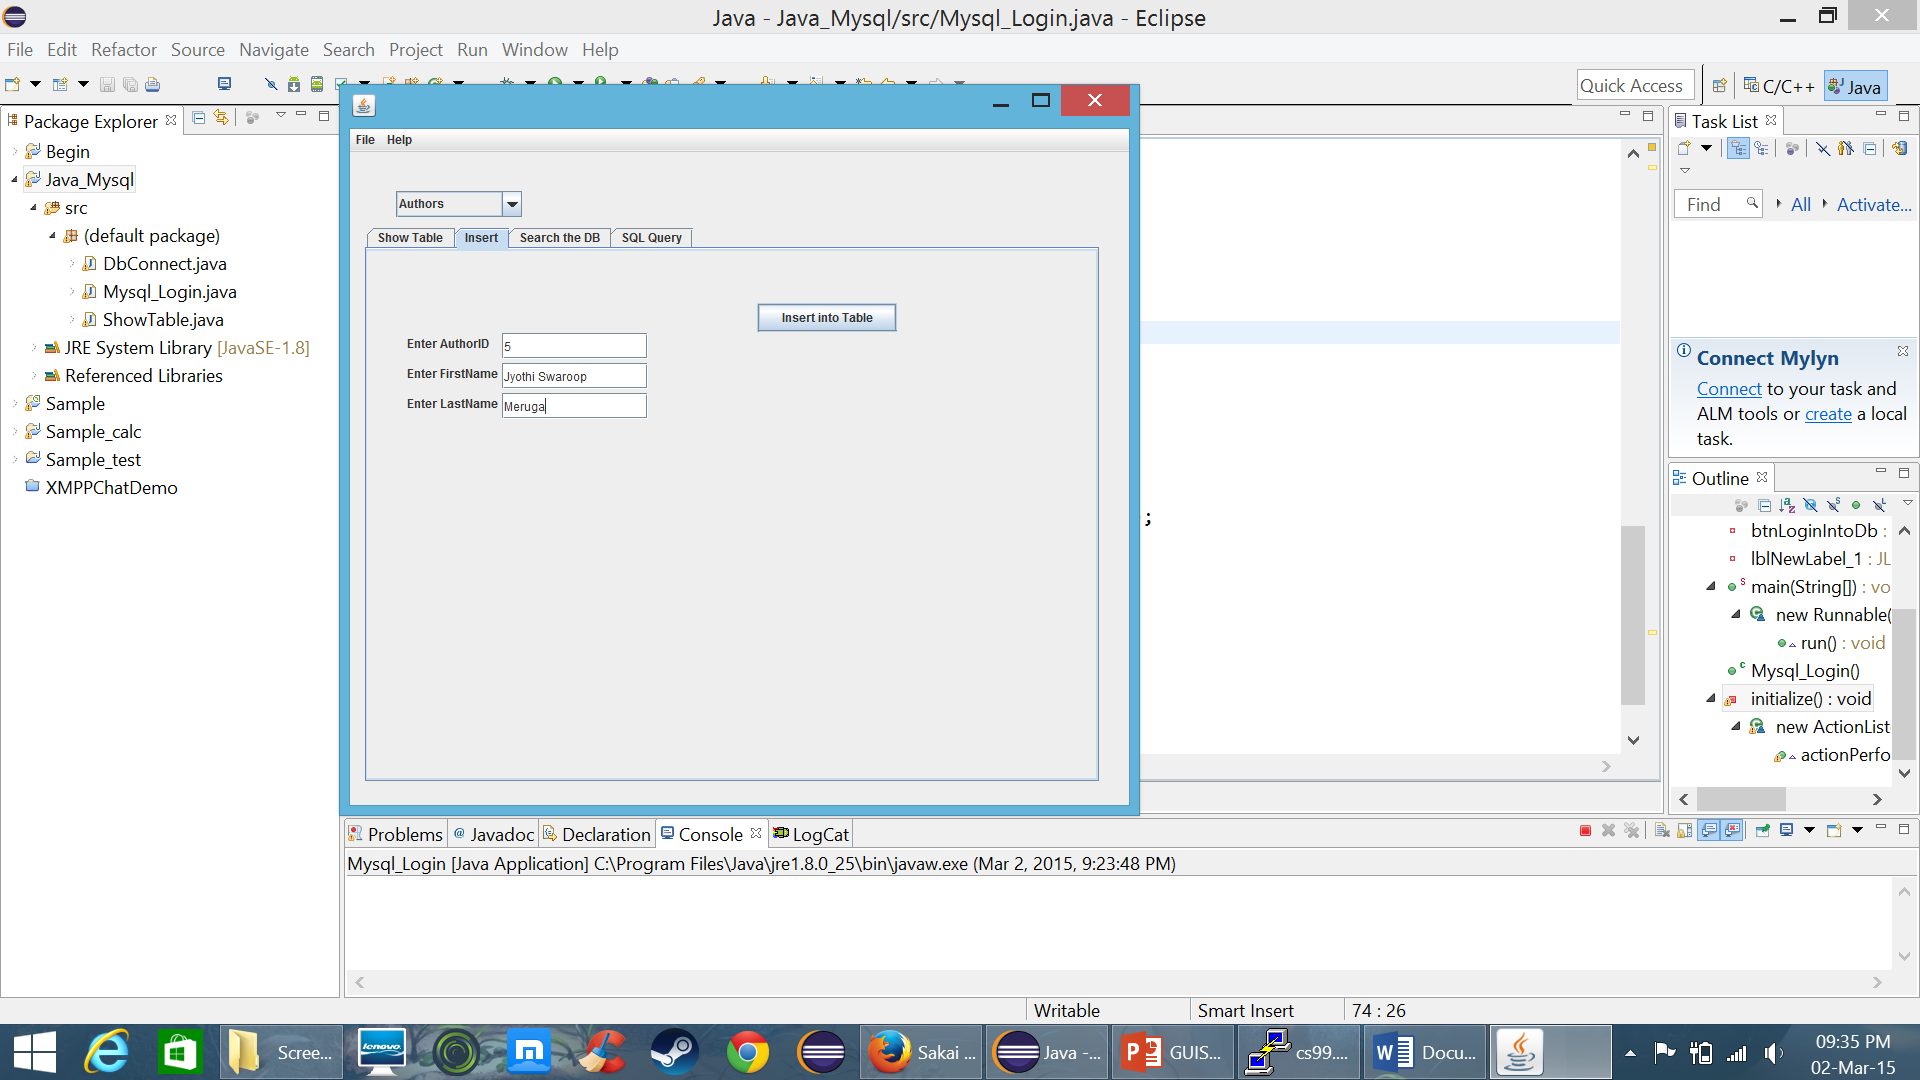 Java - Java_Mysql/src/Mysql_Login.java - Eclipse
File Edit Refactor Source Navigate Search Project Run Window Help
Quick Access
C/C++
Java
Package Explorer
Begin
Java_Mysql
src
(default package)
DbConnect.java
Mysql_Login.java
ShowTable.java
JRE System Library [JavaSE-1.8]
Referenced Libraries
Sample
Sample_calc
Sample_test
XMPPChatDemo
File Help
Authors
Show Table Insert Search the DB SQL Query
Insert into Table
Enter AuthorID 5
Enter FirstName Jyothi Swaroop
Enter LastName Meruga
;
Task List
Find All Activate...
Connect Mylyn
Connect to your task and
ALM tools or create a local
task.
Outline
btnLoginIntoDb :
lblNewLabel_1 : JL
main(String[]) : vo
new Runnable(
run() : void
Mysql_Login()
initialize() : void
new ActionList
actionPerfo
Problems @ Javadoc Declaration Console LogCat
Mysql_Login [Java Application] C:\Program Files\Java\jre1.8.0_25\bin\javaw.exe (Mar 2, 2015, 9:23:48 PM)
Writable Smart Insert 74 : 26
Scree...
lenovo
Sakai ...
Java -...
GUIS...
cs99....
Docu...
09:35 PM
02-Mar-15